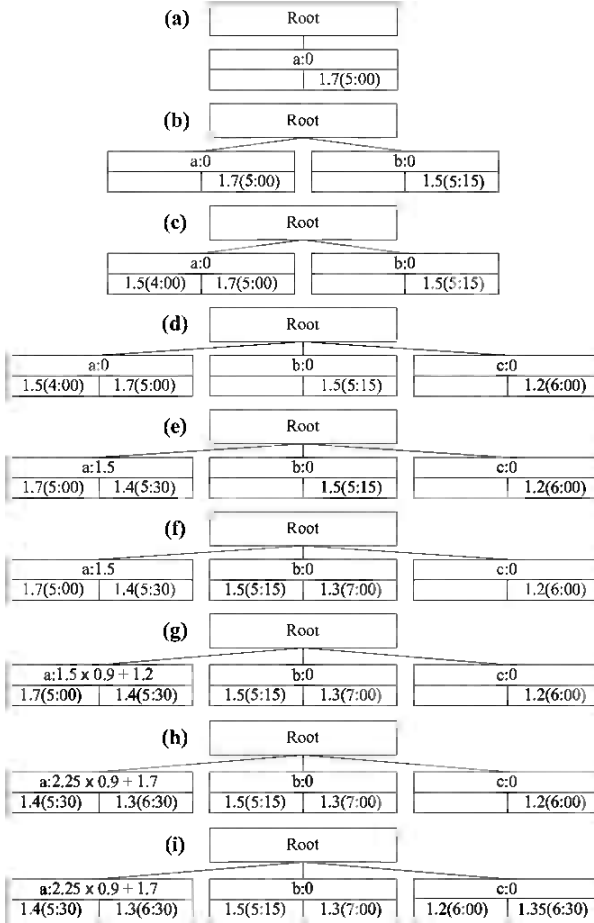 (a) Root
a:0
1.7(5:00)
(b) Root
a:0 b:0
1.7(5:00) 1.5(5:15)
(c) Root
a:0 b:0
1.5(4:00) 1.7(5:00) 1.5(5:15)
(d) Root
a:0 b:0 c:0
1.5(4:00) 1.7(5:00) 1.5(5:15) 1.2(6:00)
(e) Root
a:1.5 b:0 c:0
1.7(5:00) 1.4(5:30) 1.5(5:15) 1.2(6:00)
(f) Root
a:1.5 b:0 c:0
1.7(5:00) 1.4(5:30) 1.5(5:15) 1.3(7:00) 1.2(6:00)
(g) Root
a:1.5 x 0.9 + 1.2 b:0 c:0
1.7(5:00) 1.4(5:30) 1.5(5:15) 1.3(7:00) 1.2(6:00)
(h) Root
a:2.25 x 0.9 + 1.7 b:0 c:0
1.4(5:30) 1.3(6:30) 1.5(5:15) 1.3(7:00) 1.2(6:00)
(i) Root
a:2.25 x 0.9 + 1.7 b:0 c:0
1.4(5:30) 1.3(6:30) 1.5(5:15) 1.3(7:00) 1.2(6:00) 1.35(6:30)